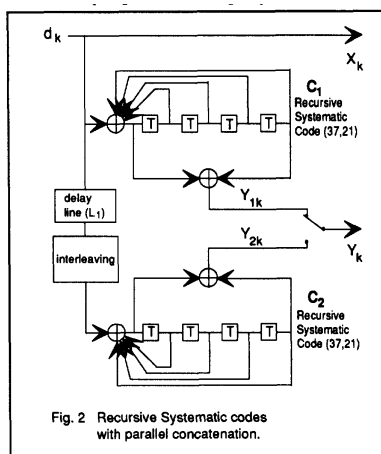 d_k
X_k
C_1
Recursive
Systematic
Code (37,21)
T T T T
Y_1k
delay
line (L_1)
interleaving
Y_2k
Y_k
C_2
Recursive
Systematic
Code (37,21)
T T T T
Fig. 2 Recursive Systematic codes
with parallel concatenation.